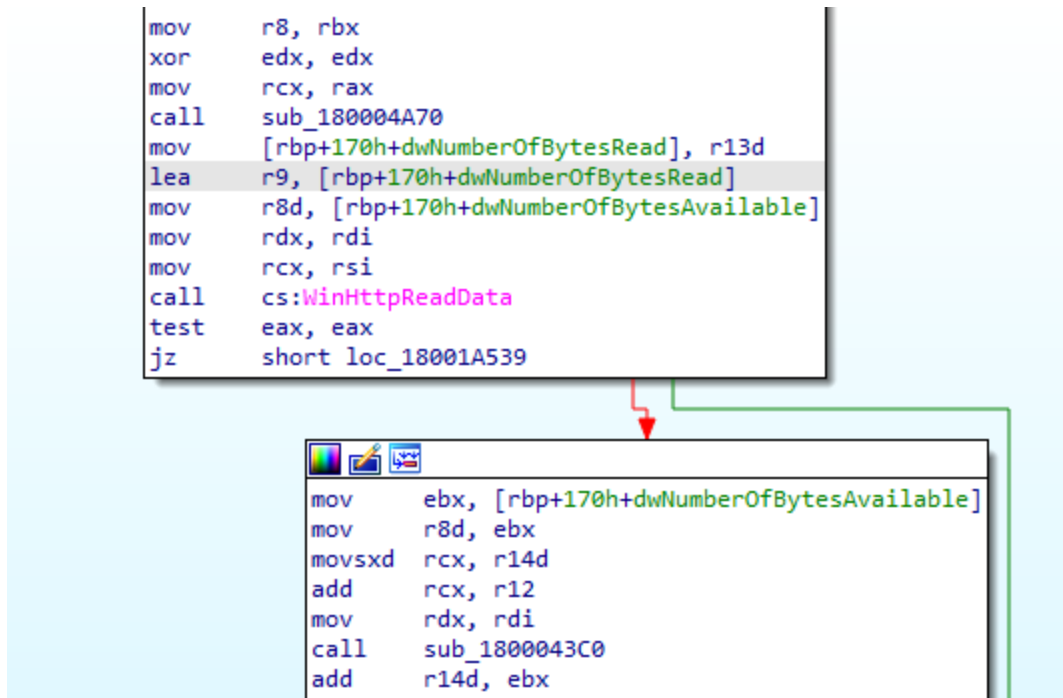 mov r8, rbx
xor edx, edx
mov rcx, rax
call sub_180004A70
mov [rbp+170h+dwNumberOfBytesRead], r13d
lea r9, [rbp+170h+dwNumberOfBytesRead]
mov r8d, [rbp+170h+dwNumberOfBytesAvailable]
mov rdx, rdi
mov rcx, rsi
call cs:WinHttpReadData
test eax, eax
jz short loc_18001A539
mov ebx, [rbp+170h+dwNumberOfBytesAvailable]
mov r8d, ebx
movsxd rcx, r14d
add rcx, r12
mov rdx, rdi
call sub_1800043C0
add r14d, ebx